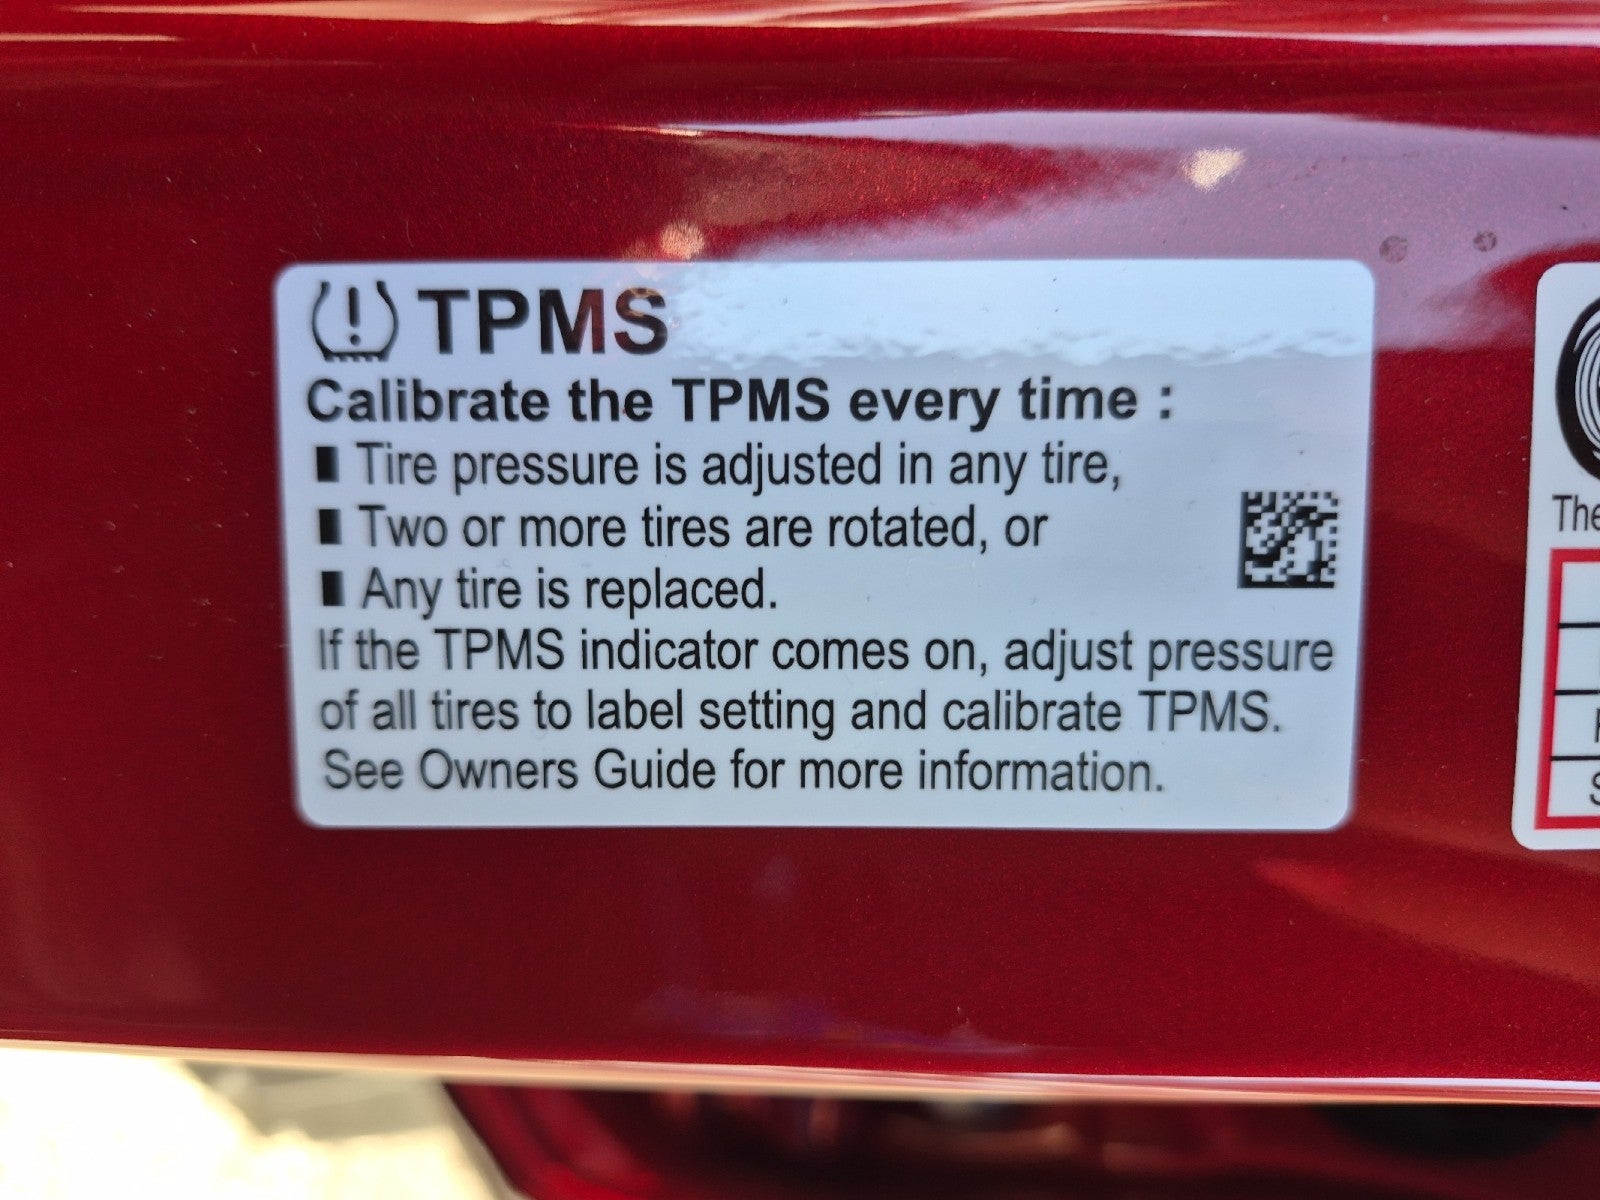 TPMS
Calibrate the TPMS every time :
Tire pressure is adjusted in any tire,
Two or more tires are rotated, or
Any tire is replaced.
If the TPMS indicator comes on, adjust pressure
of all tires to label setting and calibrate TPMS.
See Owners Guide for more information.
The